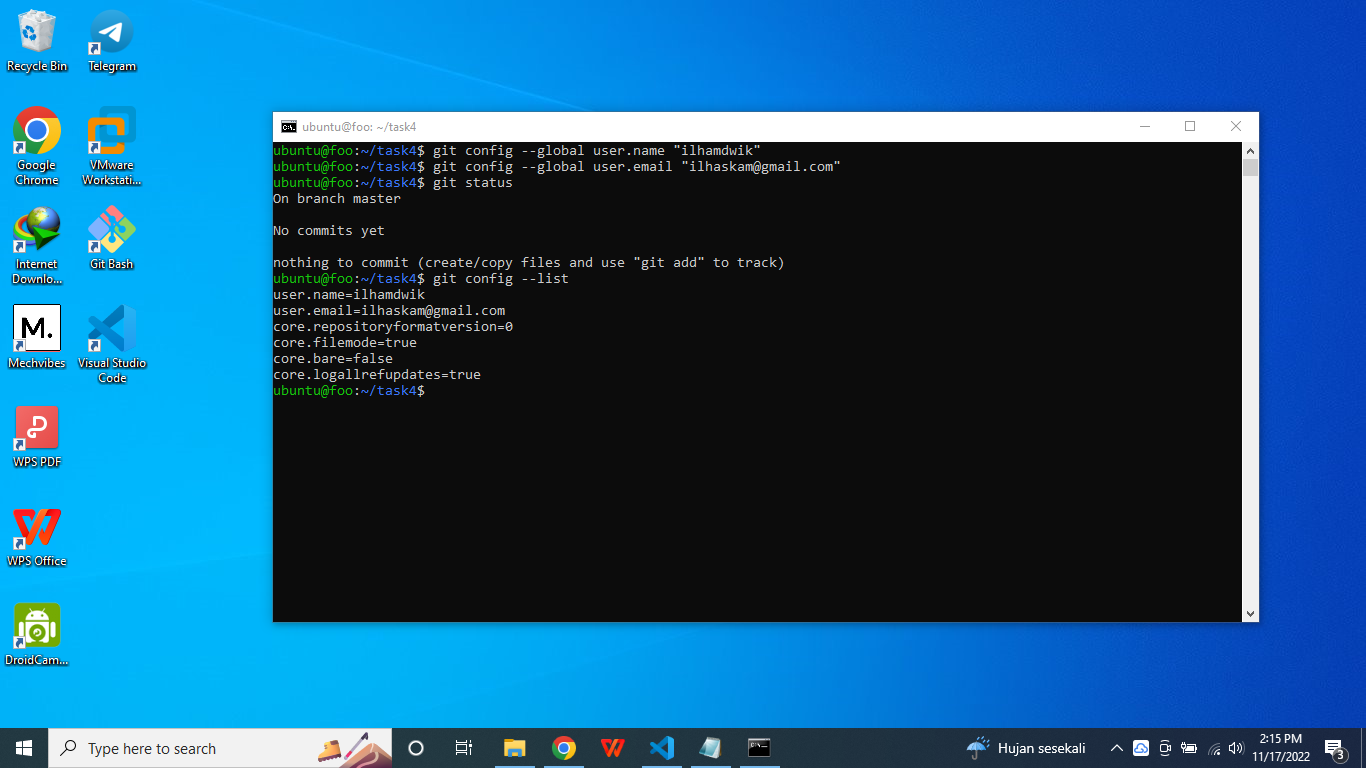 Recycle Bin
Telegram
Google
Chrome
VMware
Workstati...
Internet
Downlo...
Git Bash
M.
Mechvibes
Visual Studio
Code
WPS PDF
WPS Office
DroidCam...
C:\.
ubuntu@foo: ~/task4
ubuntu@foo:~/task4$ git config --global user.name "ilhamdwik"
ubuntu@foo:~/task4$ git config --global user.email "ilhaskam@gmail.com"
ubuntu@foo:~/task4$ git status
On branch master
No commits yet
nothing to commit (create/copy files and use "git add" to track)
ubuntu@foo:~/task4$ git config --list
user.name=ilhamdwik
user.email=ilhaskam@gmail.com
core.repositoryformatversion=0
core.filemode=true
core.bare=false
core.logallrefupdates=true
ubuntu@foo:~/task4$
Type here to search
Hujan sesekali
2:15 PM
11/17/2022
3